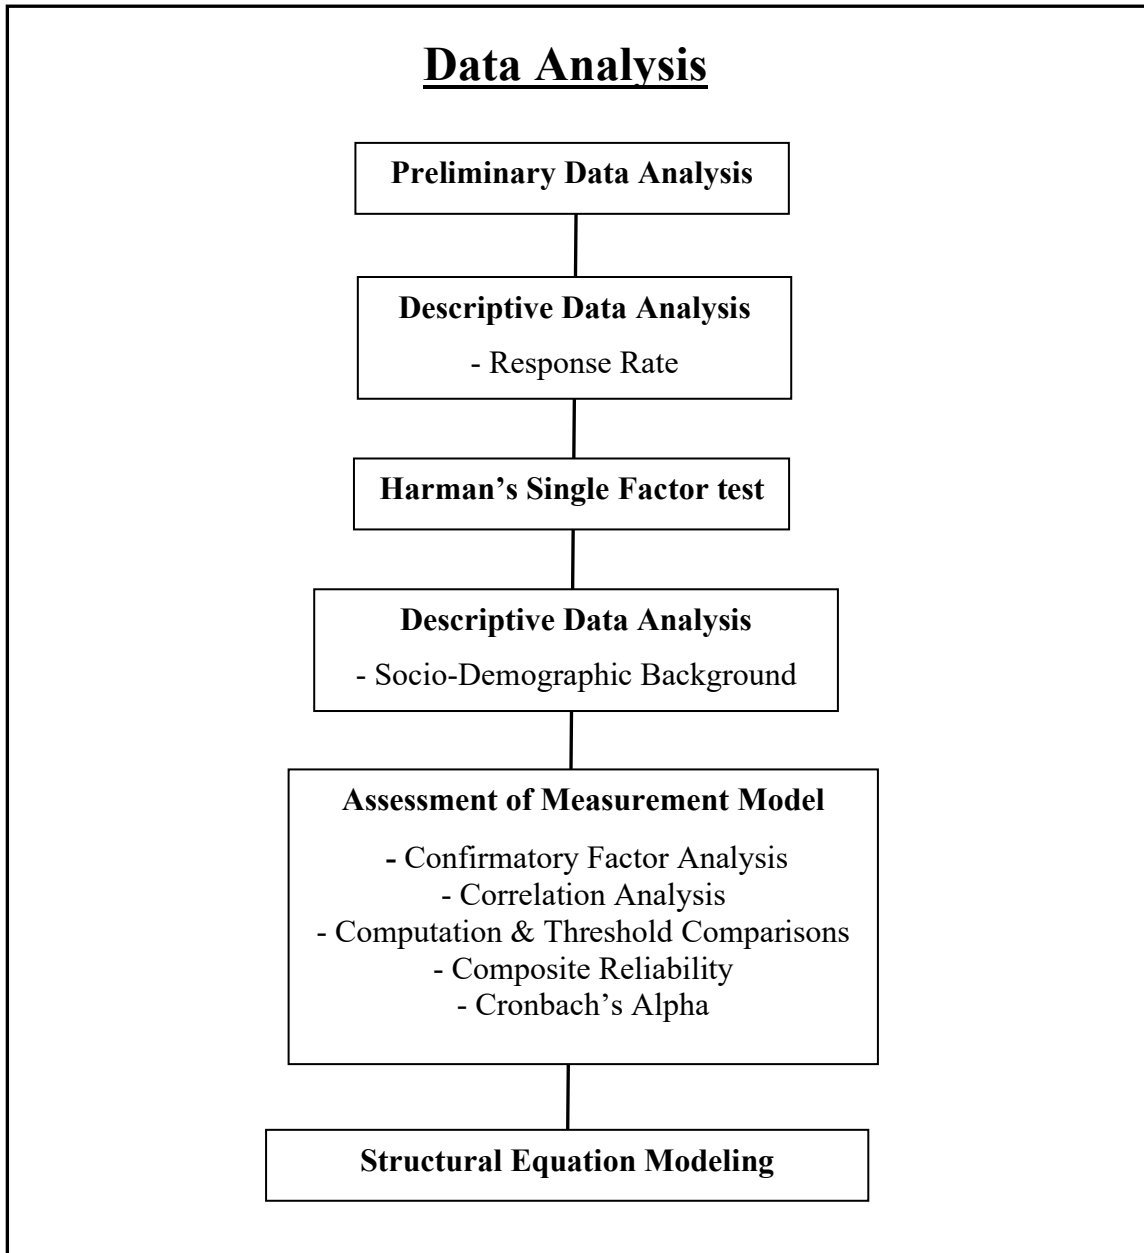 Data Analysis
Preliminary Data Analysis
Descriptive Data Analysis
- Response Rate
Harman’s Single Factor test
Descriptive Data Analysis
- Socio-Demographic Background
Assessment of Measurement Model
- Confirmatory Factor Analysis
- Correlation Analysis
- Computation & Threshold Comparisons
- Composite Reliability
- Cronbach’s Alpha
Structural Equation Modeling